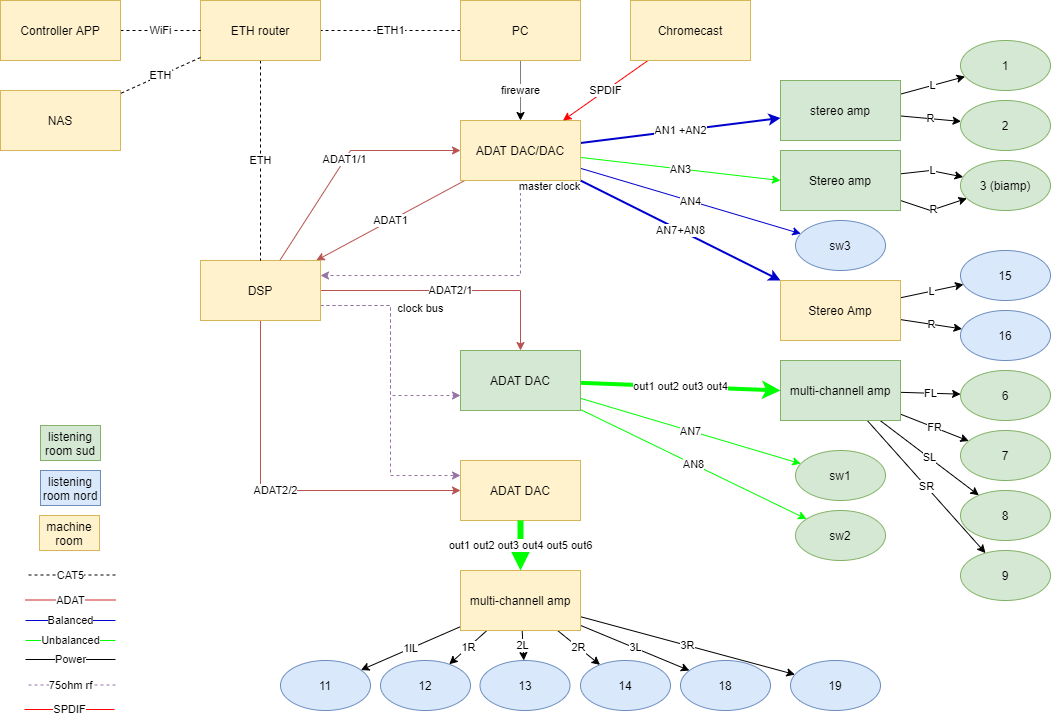 Controller APP
WiFi
ETH router
ETH1
PC
Chromecast
ETH
NAS
fireware
SPDIF
ADAT DAC/DAC
master clock
AN1 +AN2
stereo amp
L
R
1
2
AN3
Stereo amp
L
R
3 (biamp)
AN4
sw3
AN7+AN8
Stereo Amp
L
R
15
16
ETH
ADAT1/1
ADAT1
DSP
ADAT2/1
clock bus
ADAT DAC
out1 out2 out3 out4
multi-channell amp
FL
FR
SL
SR
6
7
8
9
AN7
AN8
sw1
sw2
ADAT2/2
ADAT DAC
out1 out2 out3 out4 out5 out6
multi-channell amp
1lL
1R
2L
2R
3L
3R
11
12
13
14
18
19
listening
room sud
listening
room nord
machine
room
CAT5
ADAT
Balanced
Unbalanced
Power
75ohm rf
SPDIF